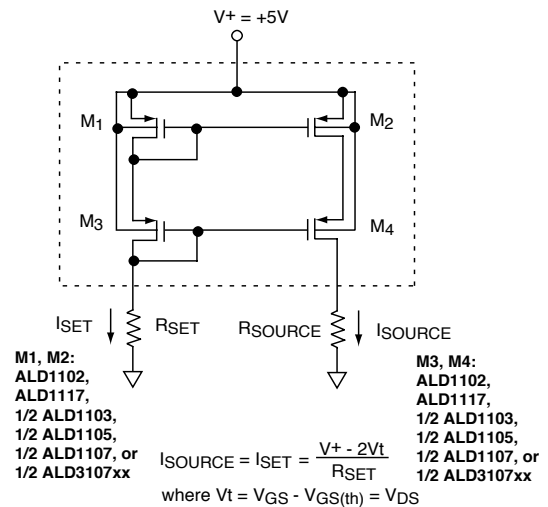 V+ = +5V
M1
M2
M3
M4
ISET
RSET
RSOURCE
ISOURCE
M1, M2:
ALD1102,
ALD1117,
1/2 ALD1103,
1/2 ALD1105,
1/2 ALD1107, or
1/2 ALD3107xx
M3, M4:
ALD1102,
ALD1117,
1/2 ALD1103,
1/2 ALD1105,
1/2 ALD1107, or
1/2 ALD3107xx
ISOURCE = ISET = V+ - 2Vt
RSET
where Vt = VGS - VGS(th) = VDS